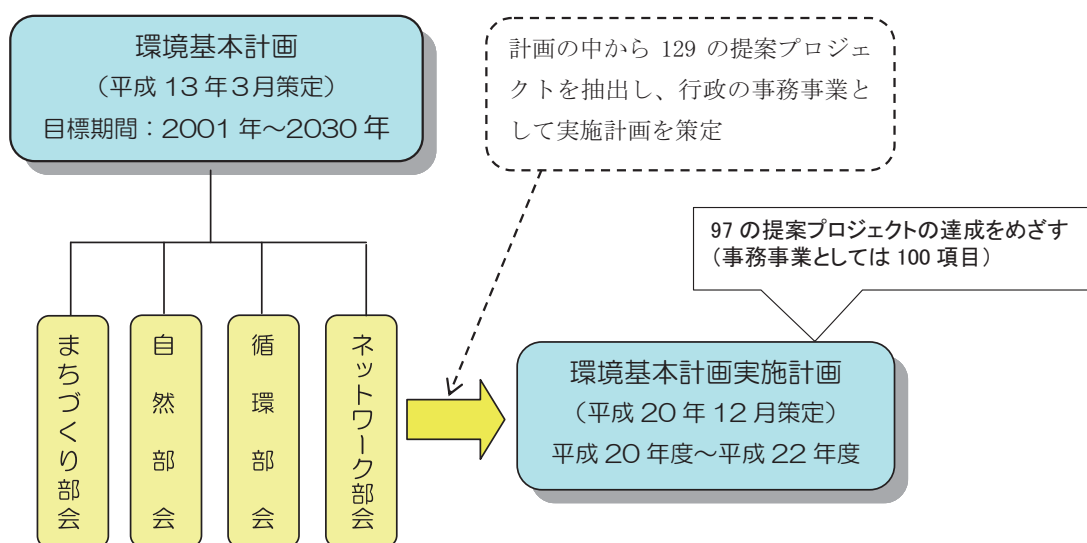 環境基本計画
（平成 13 年３月策定）
目標期間：2001 年～2030 年
計画の中から 129 の提案プロジェ
クトを抽出し、行政の事務事業と
して実施計画を策定
97 の提案プロジェクトの達成をめざす
（事務事業としては 100 項目）
まちづくり部会
自然部会
循環部会
ネットワーク部会
環境基本計画実施計画
（平成 20 年 12 月策定）
平成 20 年度～平成 22 年度